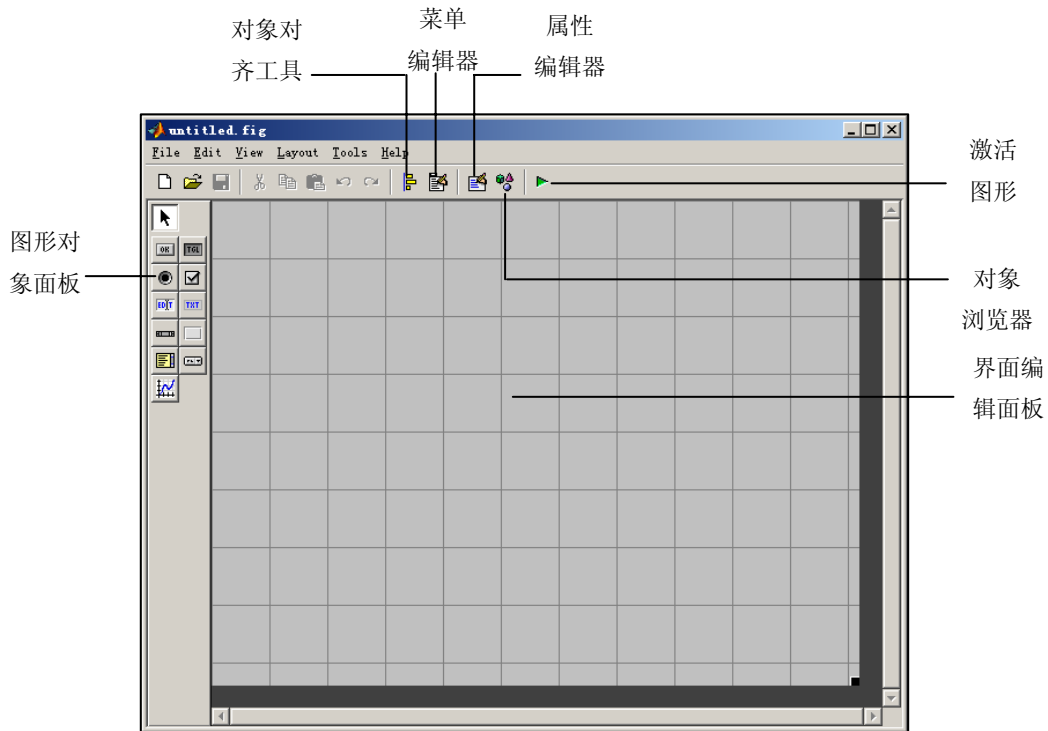 对象对
齐工具
菜单
编辑器
属性
编辑器
untitled.fig
File Edit View Layout Tools Help
激活
图形
图形对
象面板
OK TGL
EDIT TXT
对象
浏览器
界面编
辑面板